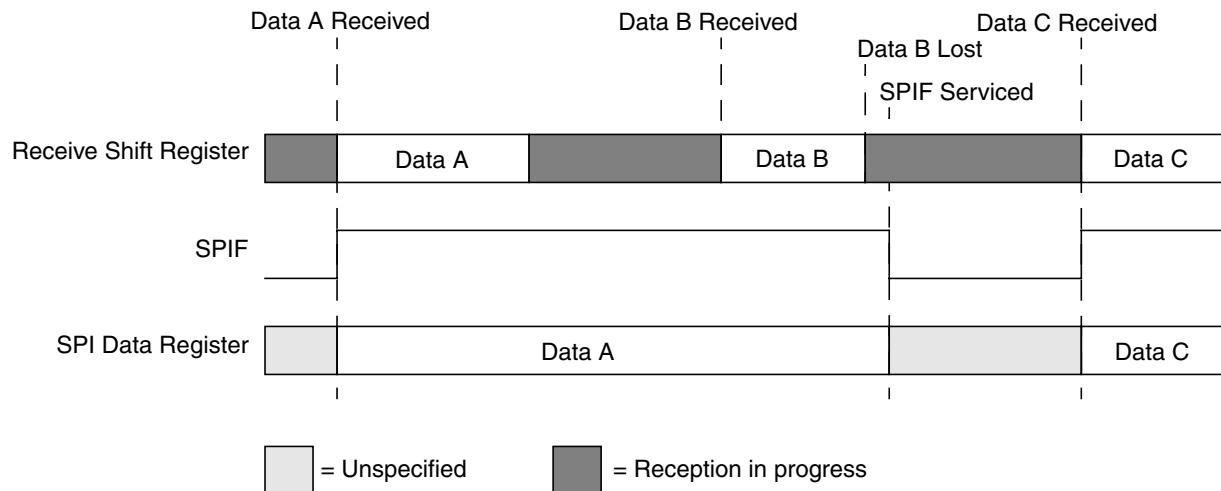 Data A Received
Data B Received
Data C Received
Data B Lost
SPIF Serviced
Receive Shift Register
Data A
Data B
Data C
SPIF
SPI Data Register
Data A
Data C
= Unspecified
= Reception in progress